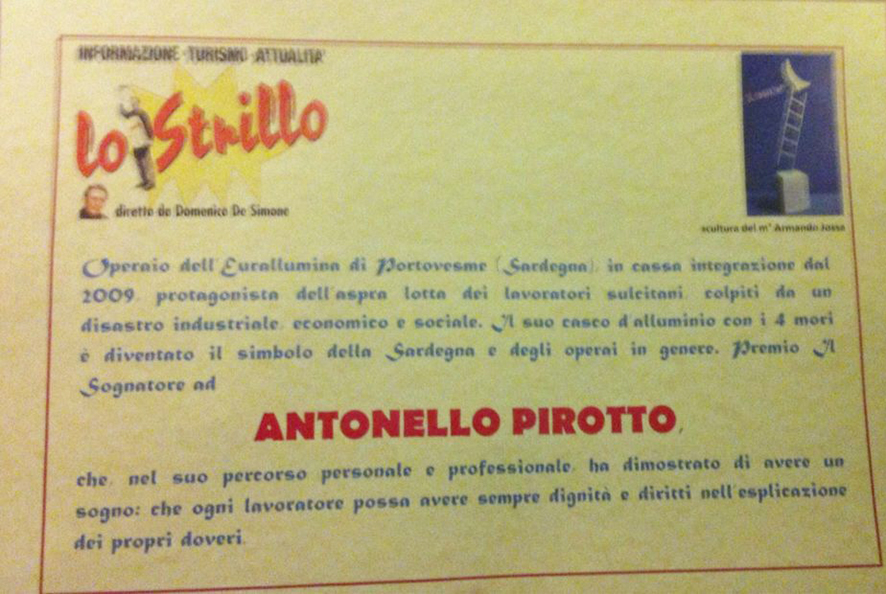 INFORMAZIONE TURISMO ATTUALITA'
lo Strillo
diretto da Domenico De Simone
scultura del m° Armando Jossa
Operaio dell'Eurallumina di Portovesme (Sardegna), in cassa integrazione dal
2009, protagonista dell'aspra lotta dei lavoratori sulcitani, colpiti da un
disastro industriale, economico e sociale. Il suo casco d'alluminio con i 4 mori
è diventato il simbolo della Sardegna e degli operai in genere. Premio Il
Sognatore ad
ANTONELLO PIROTTO,
che, nel suo percorso personale e professionale, ha dimostrato di avere un
sogno: che ogni lavoratore possa avere sempre dignità e diritti nell'esplicazione
dei propri doveri.